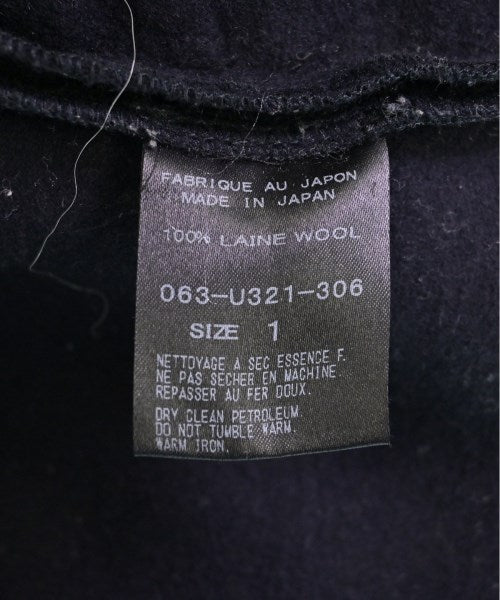 FABRIQUE AU JAPON
MADE IN JAPAN
100% LAINE WOOL
063-U321-306
SIZE 1
NETTOYAGE A SEC ESSENCE F.
NE PAS SECHER EN MACHINE.
REPASSER AU FER DOUX.
DRY CLEAN PETROLEUM.
DO NOT TUMBLE WARM.
WARM IRON.